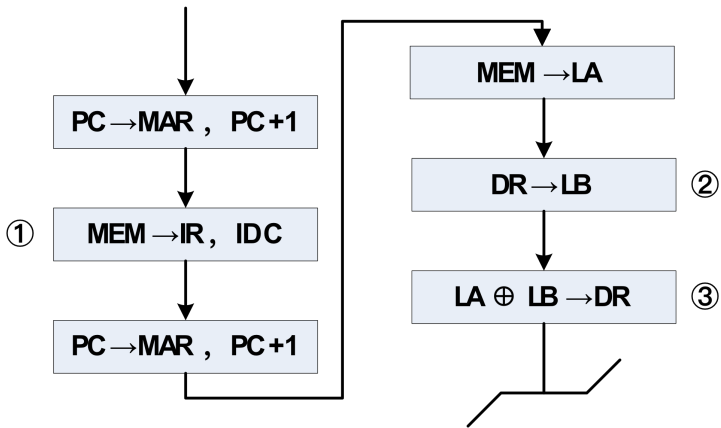 PC→MAR , PC+1
① MEM→IR, IDC
PC→MAR , PC+1
MEM→LA
DR→LB ②
LA ⊕ LB→DR ③